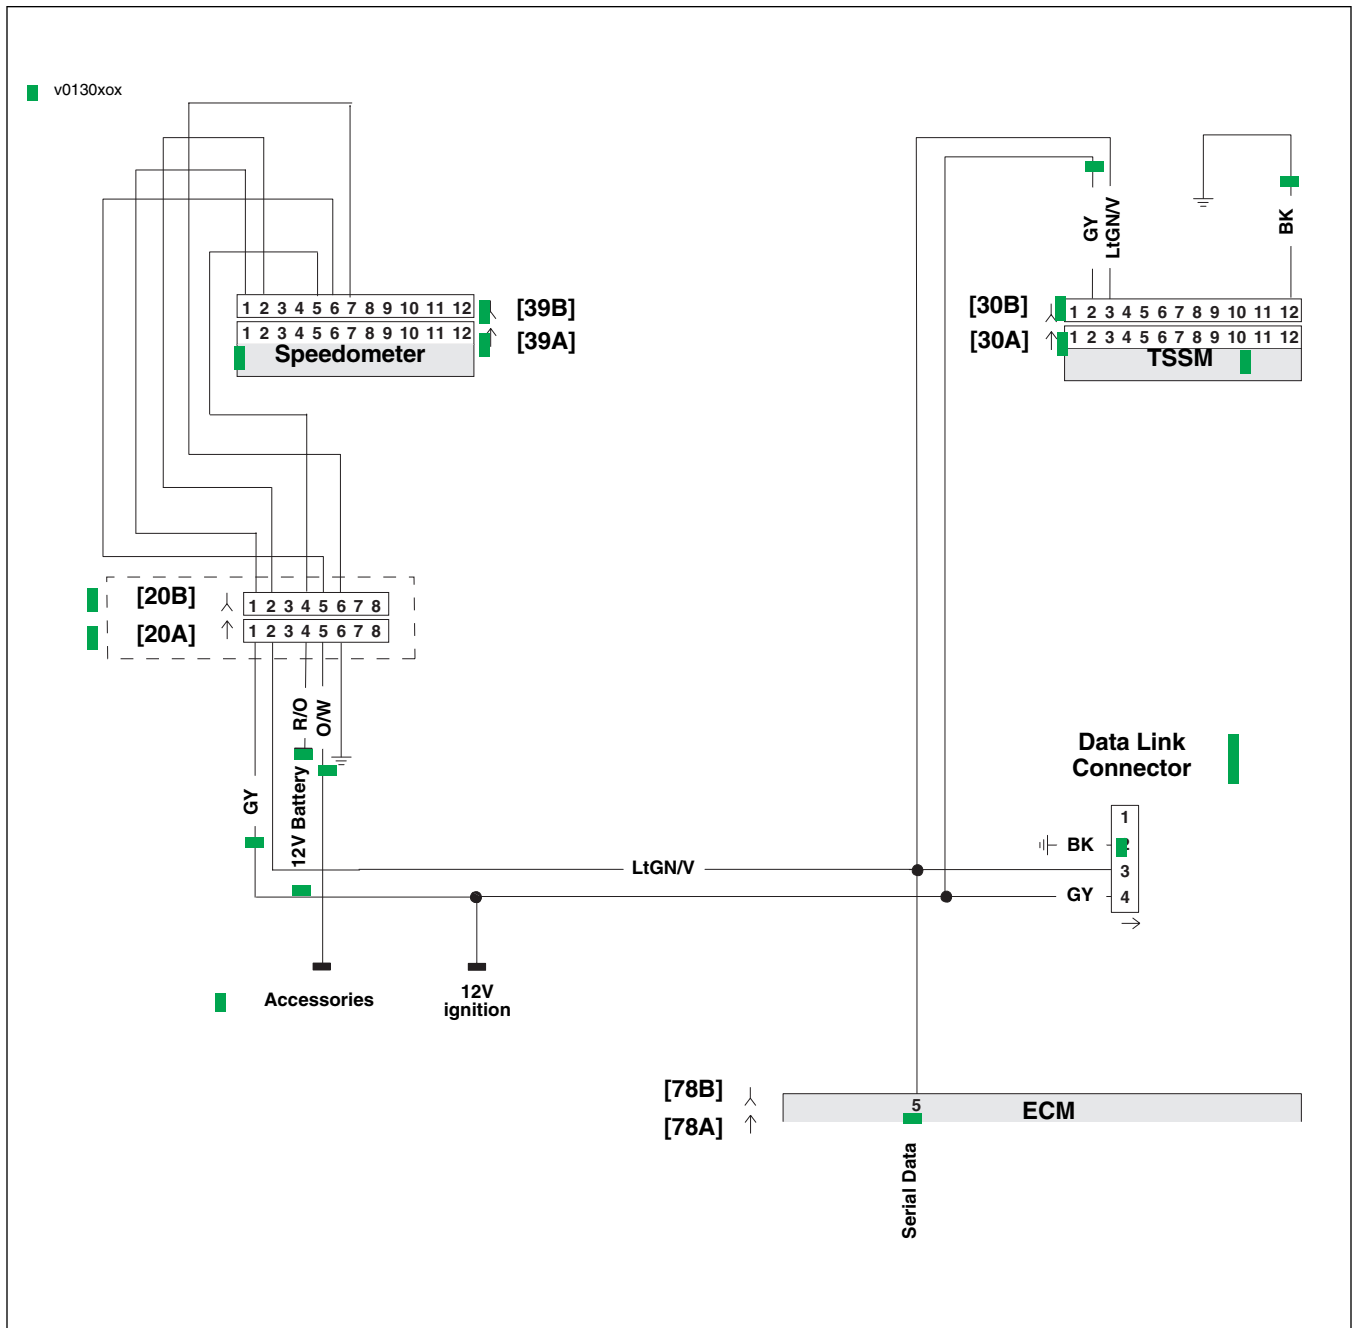 v0130xox
1 2 3 4 5 6 7 8 9 10 11 12
[39B]
1 2 3 4 5 6 7 8 9 10 11 12
[39A]
Speedometer
GY
LtGN/V
BK
[30B]
1 2 3 4 5 6 7 8 9 10 11 12
[30A]
1 2 3 4 5 6 7 8 9 10 11 12
TSSM
[20B]
1 2 3 4 5 6 7 8
[20A]
1 2 3 4 5 6 7 8
R/O
O/W
GY
12V Battery
Data Link
Connector
1
BK
LtGN/V
3
GY
4
Accessories
12V
ignition
[78B]
[78A]
5
ECM
Serial Data